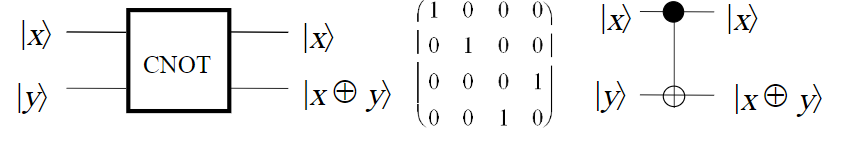 |x⟩ CNOT |x⟩
|y⟩ |x ⊕ y⟩
1 0 0 0
0 1 0 0
0 0 0 1
0 0 1 0
|x⟩ |x⟩
|y⟩ |x ⊕ y⟩